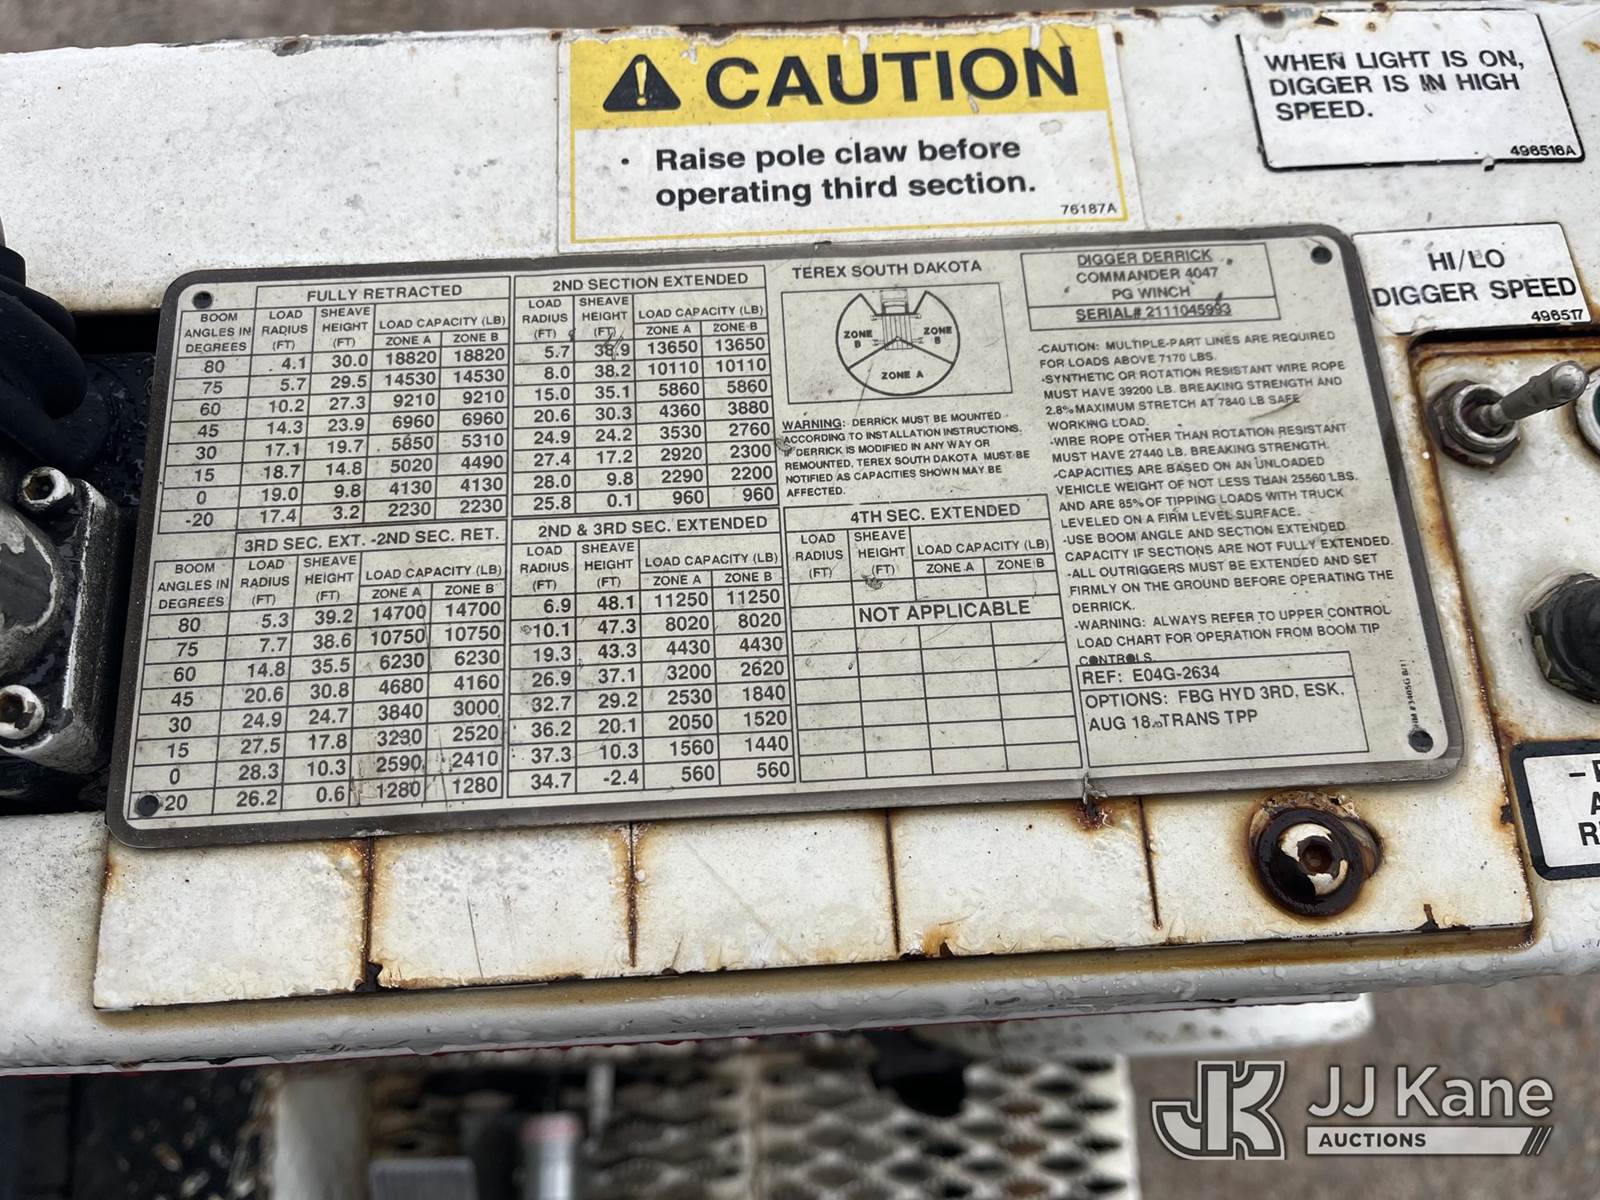 CAUTION
• Raise pole claw before
operating third section.
76187A
WHEN LIGHT IS ON,
DIGGER IS IN HIGH
SPEED.
496516A
HI/LO
DIGGER SPEED
496517
FULLY RETRACTED
BOOM ANGLES IN DEGREES LOAD RADIUS (FT) SHEAVE HEIGHT (FT) LOAD CAPACITY (LB)
ZONE A ZONE B
80 4.1 30.0 18820 18820
75 5.7 29.5 14530 14530
60 10.2 27.3 9210 9210
45 14.3 23.9 6960 6960
30 17.1 19.7 5850 5310
15 18.7 14.8 5020 4490
0 19.0 9.8 4130 4130
-20 17.4 3.2 2230 2230
2ND SECTION EXTENDED
LOAD RADIUS (FT) SHEAVE HEIGHT (FT) LOAD CAPACITY (LB)
ZONE A ZONE B
5.7 38.9 13650 13650
8.0 38.2 10110 10110
15.0 35.1 5860 5860
20.6 30.3 4360 3880
24.9 24.2 3530 2760
27.4 17.2 2920 2300
28.0 9.8 2290 2200
25.8 0.1 960 960
3RD SEC. EXT. -2ND SEC. RET.
BOOM ANGLES IN DEGREES LOAD RADIUS (FT) SHEAVE HEIGHT (FT) LOAD CAPACITY (LB)
ZONE A ZONE B
80 5.3 39.2 14700 14700
75 7.7 38.6 10750 10750
60 14.8 35.5 6230 6230
45 20.6 30.8 4680 4160
30 24.9 24.7 3840 3000
15 27.5 17.8 3230 2520
0 28.3 10.3 2590 2410
20 26.2 0.6 1280 1280
2ND & 3RD SEC. EXTENDED
LOAD RADIUS (FT) SHEAVE HEIGHT (FT) LOAD CAPACITY (LB)
ZONE A ZONE B
6.9 48.1 11250 11250
10.1 47.3 8020 8020
19.3 43.3 4430 4430
26.9 37.1 3200 2620
32.7 29.2 2530 1840
36.2 20.1 2050 1520
37.3 10.3 1560 1440
34.7 -2.4 560 560
TEREX SOUTH DAKOTA
ZONE B ZONE B
ZONE A
WARNING: DERRICK MUST BE MOUNTED
ACCORDING TO INSTALLATION INSTRUCTIONS.
IF DERRICK IS MODIFIED IN ANY WAY OR
REMOUNTED, TEREX SOUTH DAKOTA MUST BE
NOTIFIED AS CAPACITIES SHOWN MAY BE
AFFECTED.
4TH SEC. EXTENDED
LOAD RADIUS (FT) SHEAVE HEIGHT (FT) LOAD CAPACITY (LB)
ZONE A ZONE B
NOT APPLICABLE
DIGGER DERRICK
COMMANDER 4047
PG WINCH
SERIAL# 2111045993
-CAUTION: MULTIPLE-PART LINES ARE REQUIRED
FOR LOADS ABOVE 7170 LBS.
-SYNTHETIC OR ROTATION RESISTANT WIRE ROPE
MUST HAVE 39200 LB. BREAKING STRENGTH AND
2.8% MAXIMUM STRETCH AT 7840 LB SAFE
WORKING LOAD.
-WIRE ROPE OTHER THAN ROTATION RESISTANT
MUST HAVE 27440 LB. BREAKING STRENGTH.
-CAPACITIES ARE BASED ON AN UNLOADED
VEHICLE WEIGHT OF NOT LESS THAN 25560 LBS.
AND ARE 85% OF TIPPING LOADS WITH TRUCK
LEVELED ON A FIRM LEVEL SURFACE.
-USE BOOM ANGLE AND SECTION EXTENDED
CAPACITY IF SECTIONS ARE NOT FULLY EXTENDED.
-ALL OUTRIGGERS MUST BE EXTENDED AND SET
FIRMLY ON THE GROUND BEFORE OPERATING THE
DERRICK.
-WARNING: ALWAYS REFER TO UPPER CONTROL
LOAD CHART FOR OPERATION FROM BOOM TIP
CONTROLS.
REF: E04G-2634
OPTIONS: FBG HYD 3RD, ESK,
AUG 18, TRANS TPP
JK JJ Kane
AUCTIONS